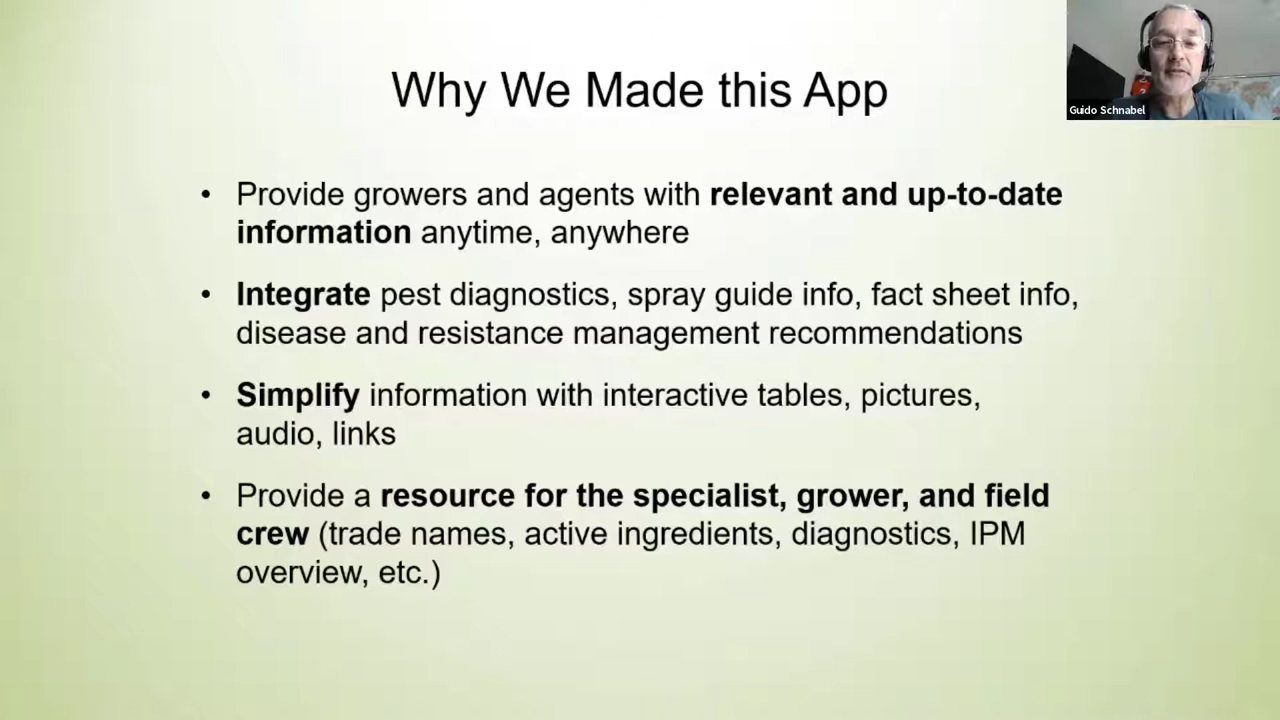 Why We Made this App
Guido Schnabel
• Provide growers and agents with relevant and up-to-date
information anytime, anywhere
• Integrate pest diagnostics, spray guide info, fact sheet info,
disease and resistance management recommendations
• Simplify information with interactive tables, pictures,
audio, links
• Provide a resource for the specialist, grower, and field
crew (trade names, active ingredients, diagnostics, IPM
overview, etc.)